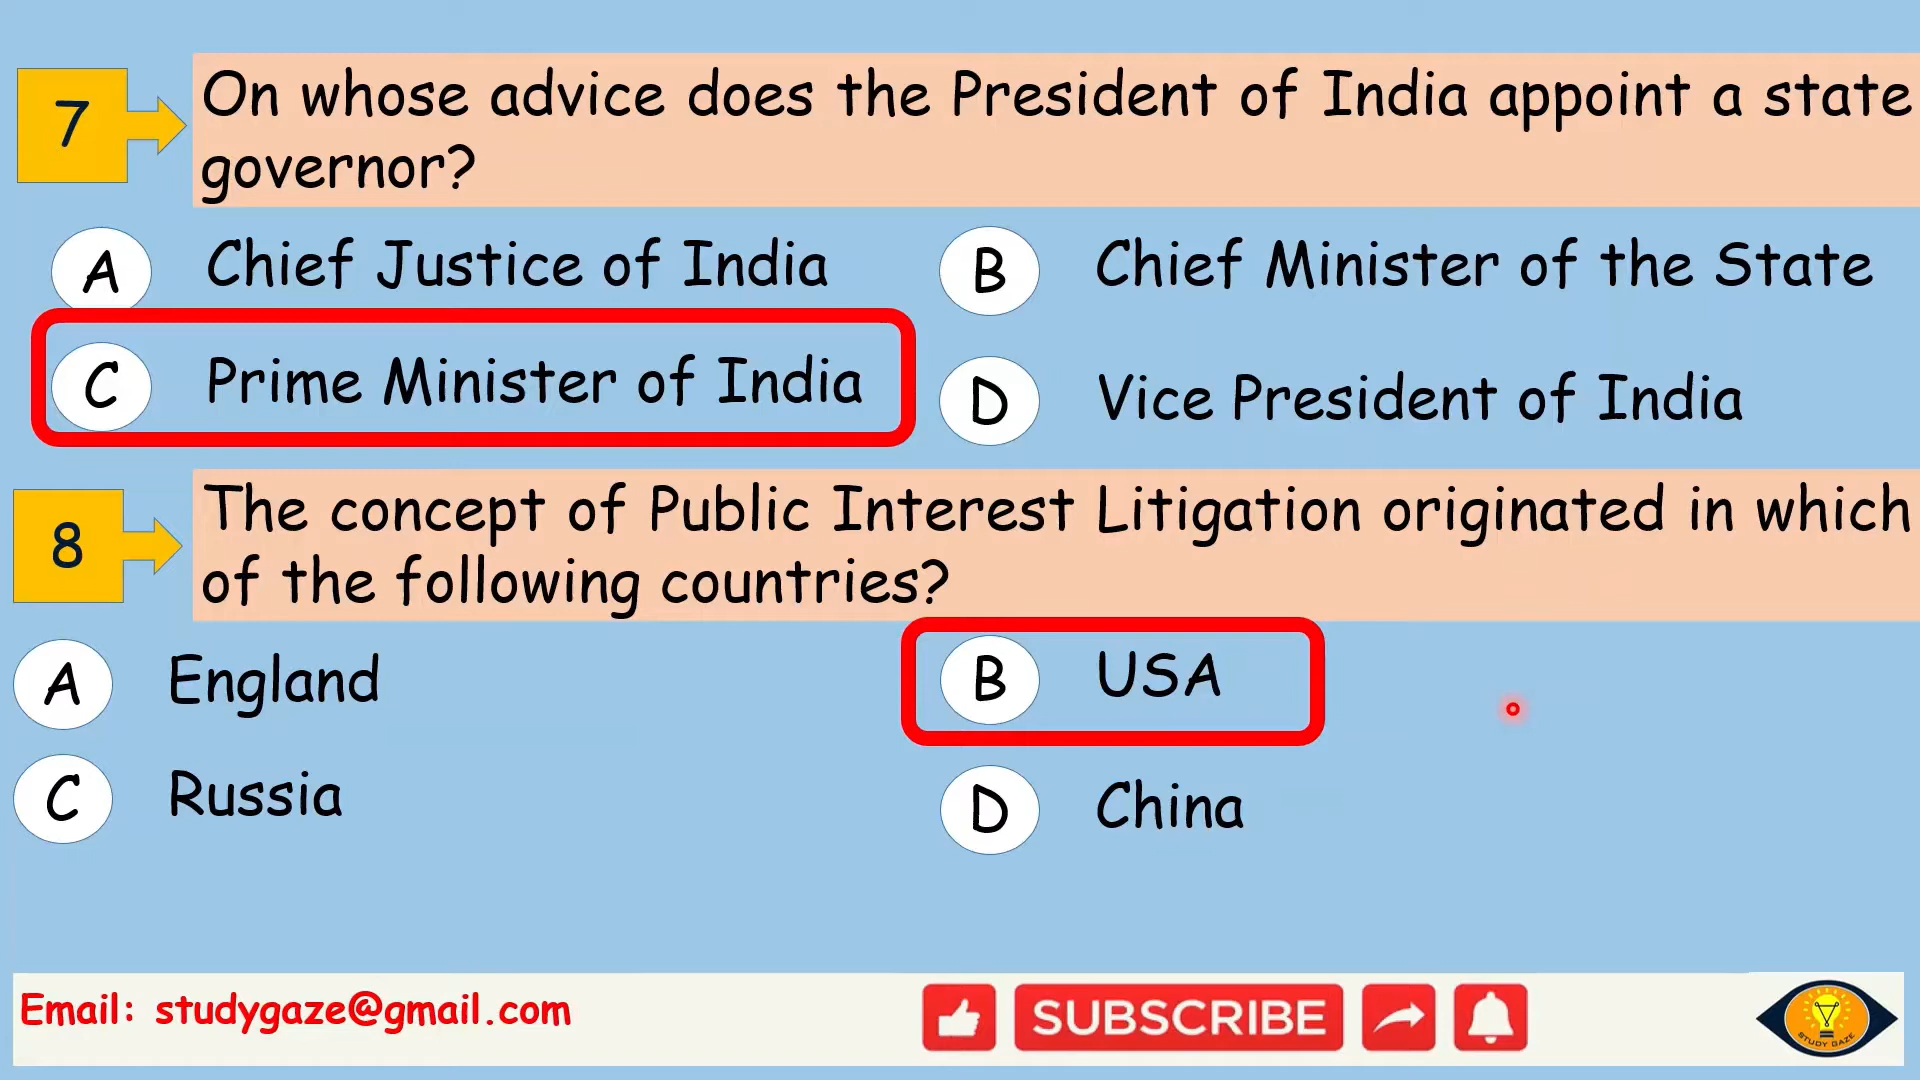 7
On whose advice does the President of India appoint a state
governor?
A Chief Justice of India
B Chief Minister of the State
C Prime Minister of India
D Vice President of India
8
The concept of Public Interest Litigation originated in which
of the following countries?
A England
B USA
C Russia
D China
Email: studygaze@gmail.com
SUBSCRIBE
STUDY GAZE